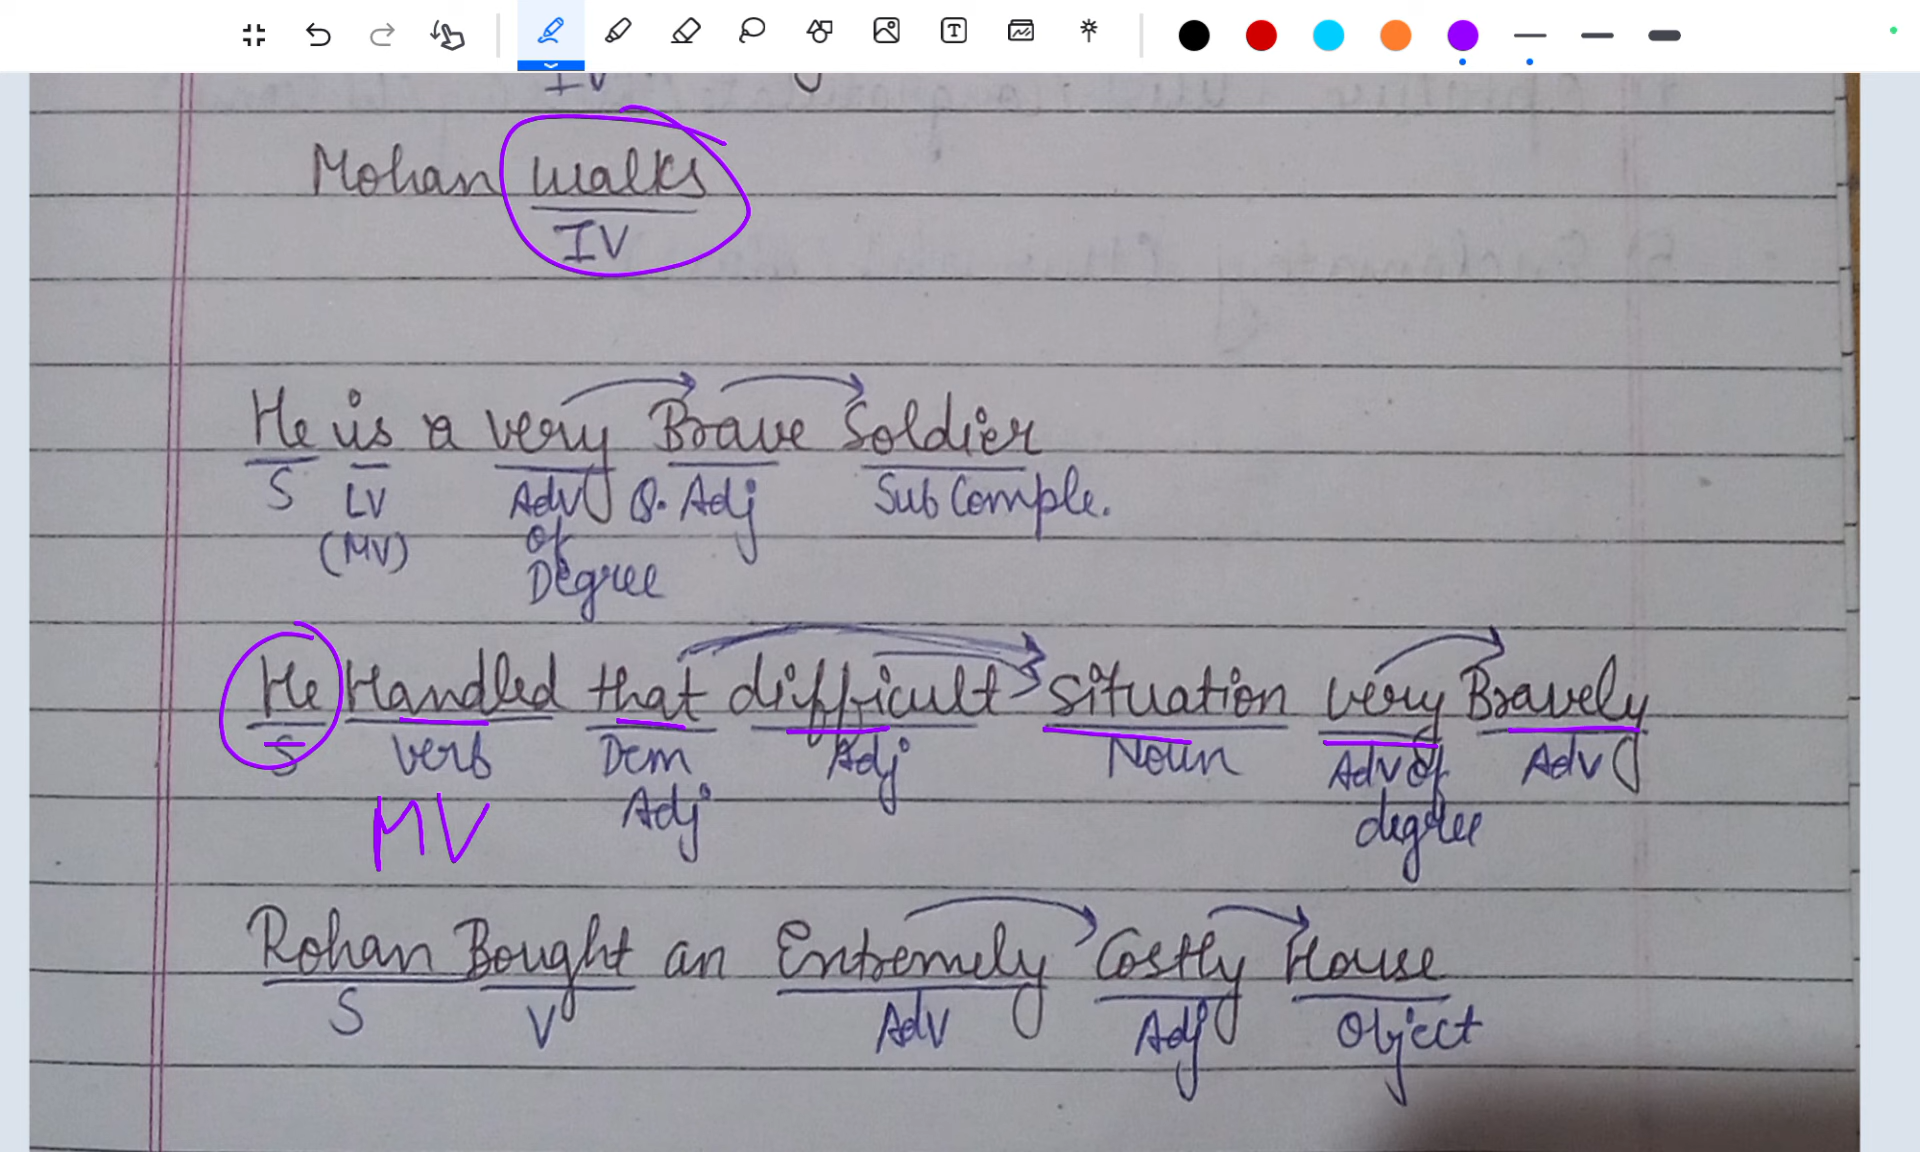 IV
Mohan walks
IV
He is a very Brave Soldier
S LV Adv Q. Adj Sub Comple.
(MV) of
Degree
He Handled that difficult situation very Bravely
S verb Dem Adj Noun Adv of Adv
MV Adj degree
Rohan Bought an Extremely Costly House
S V Adv Adj Object